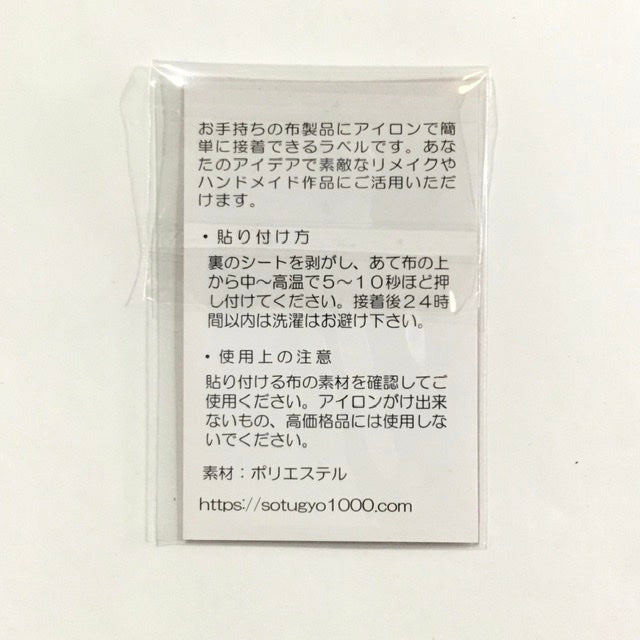 お手持ちの布製品にアイロンで簡
単に接着できるラベルです。あな
たのアイデアで素敵なリメイクや
ハンドメイド作品にご活用いただ
けます。
・貼り付け方
裏のシートを剥がし、あて布の上
から中～高温で５～１０秒ほど押
し付けてください。接着後２４時
間以内は洗濯はお避け下さい。
・使用上の注意
貼り付ける布の素材を確認してご
使用ください。アイロンがけ出来
ないもの、高価格品には使用しな
いでください。
素材：ポリエステル
https://sotugyo1000.com